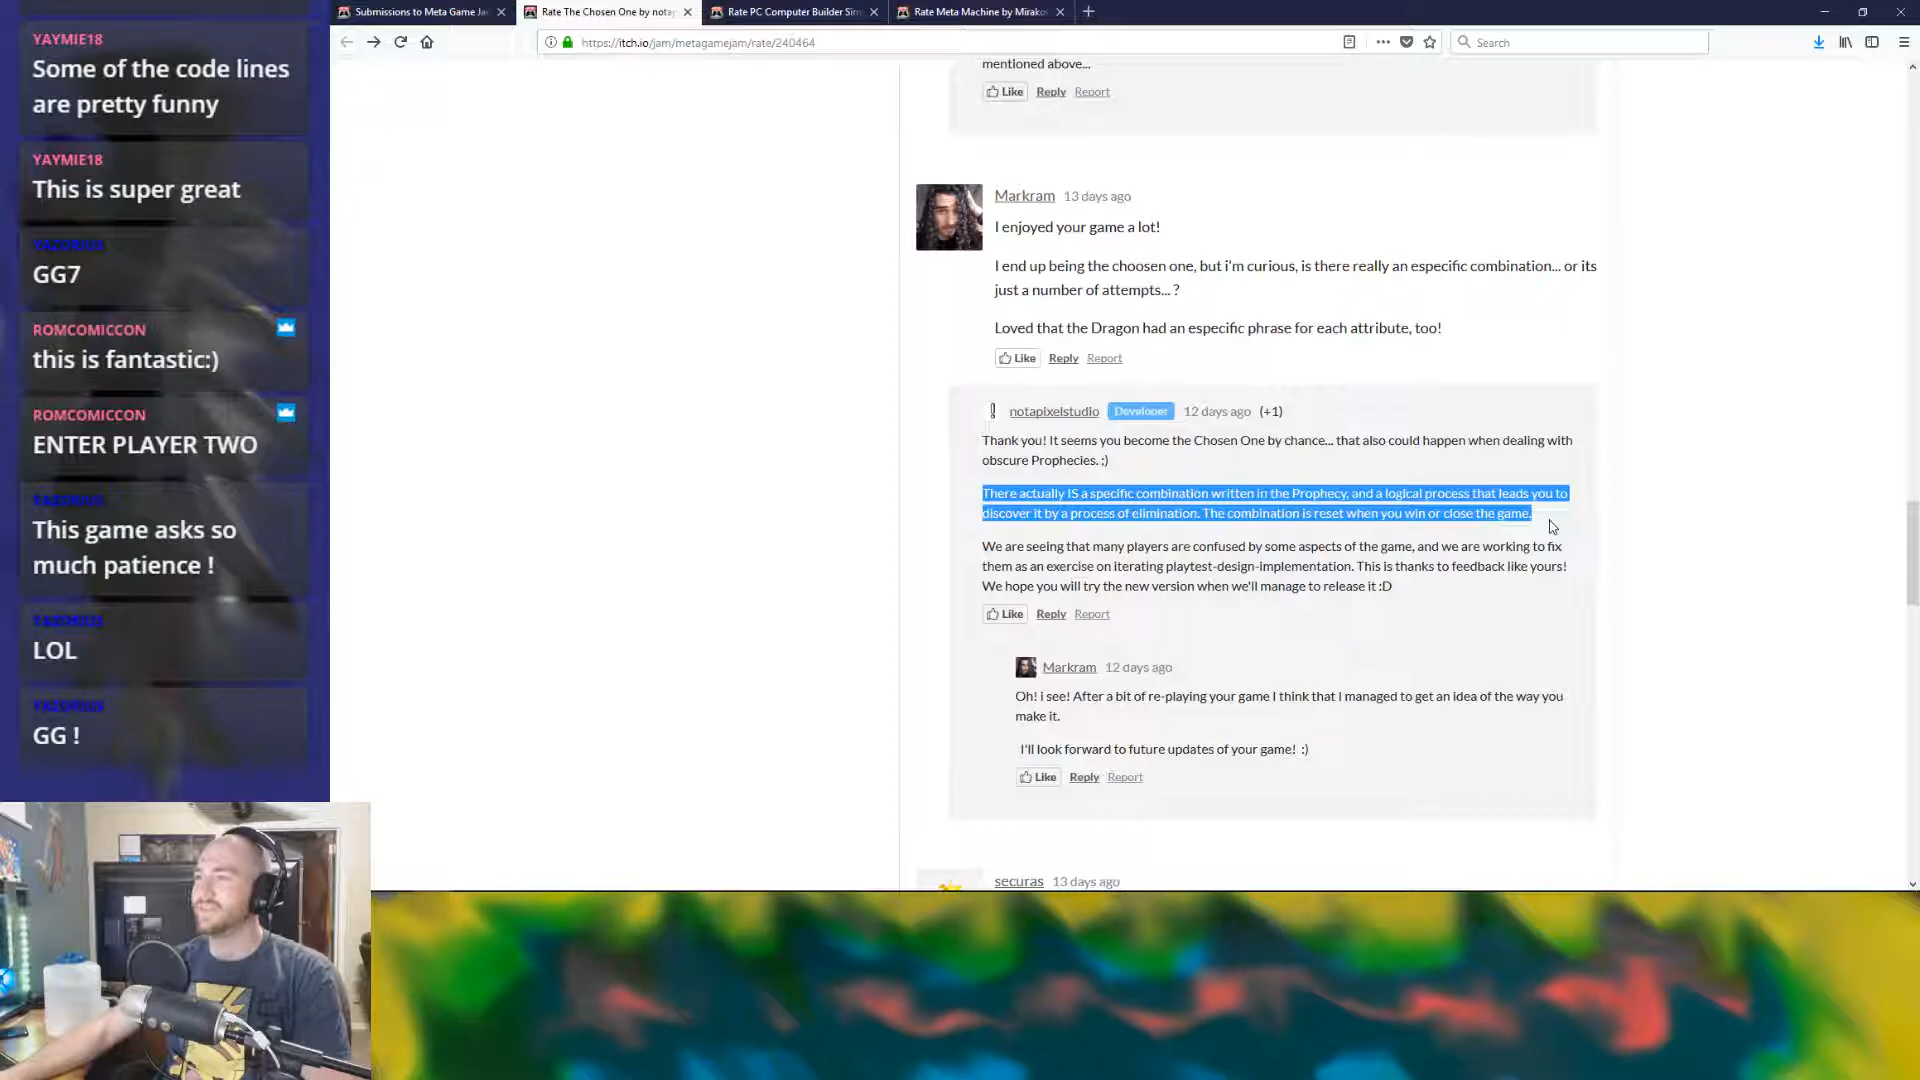 YAYMIE18
Some of the code lines
are pretty funny
YAYMIE18
This is super great
GG7
ROMCOMICCON
this is fantastic:)
ROMCOMICCON
ENTER PLAYER TWO
This game asks so
much patience !
LOL
GG !
Submissions to Meta Game Ja
Rate The Chosen One by nota
Rate PC Computer Builder Sim
Rate Meta Machine by Mirako
https://itch.io/jam/metagamejam/rate/240464
Search
mentioned above...
Like Reply Report
Markram 13 days ago
I enjoyed your game a lot!
I end up being the choosen one, but i'm curious, is there really an especific combination... or its
just a number of attempts... ?
Loved that the Dragon had an especific phrase for each attribute, too!
Like Reply Report
notapixelstudio Developer 12 days ago (+1)
Thank you! It seems you become the Chosen One by chance... that also could happen when dealing with
obscure Prophecies. ;)
There actually IS a specific combination written in the Prophecy, and a logical process that leads you to
discover it by a process of elimination. The combination is reset when you win or close the game.
We are seeing that many players are confused by some aspects of the game, and we are working to fix
them as an exercise on iterating playtest-design-implementation. This is thanks to feedback like yours!
We hope you will try the new version when we'll manage to release it :D
Like Reply Report
Markram 12 days ago
Oh! i see! After a bit of re-playing your game I think that I managed to get an idea of the way you
make it.
I'll look forward to future updates of your game! :)
Like Reply Report
securas 13 days ago